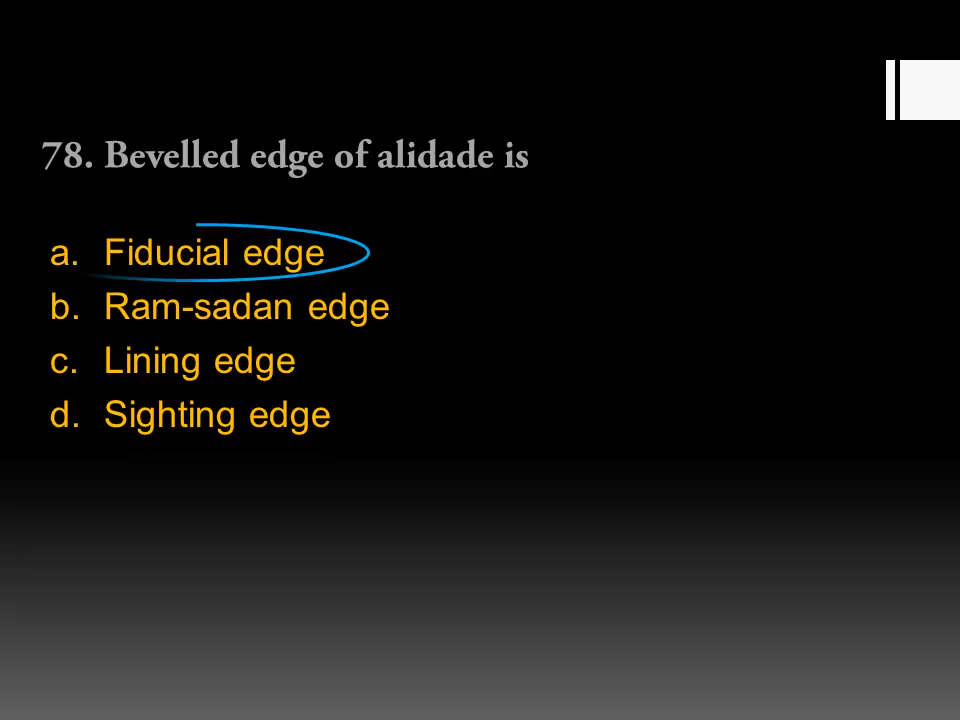 78. Bevelled edge of alidade is
a. Fiducial edge
b. Ram-sadan edge
c. Lining edge
d. Sighting edge